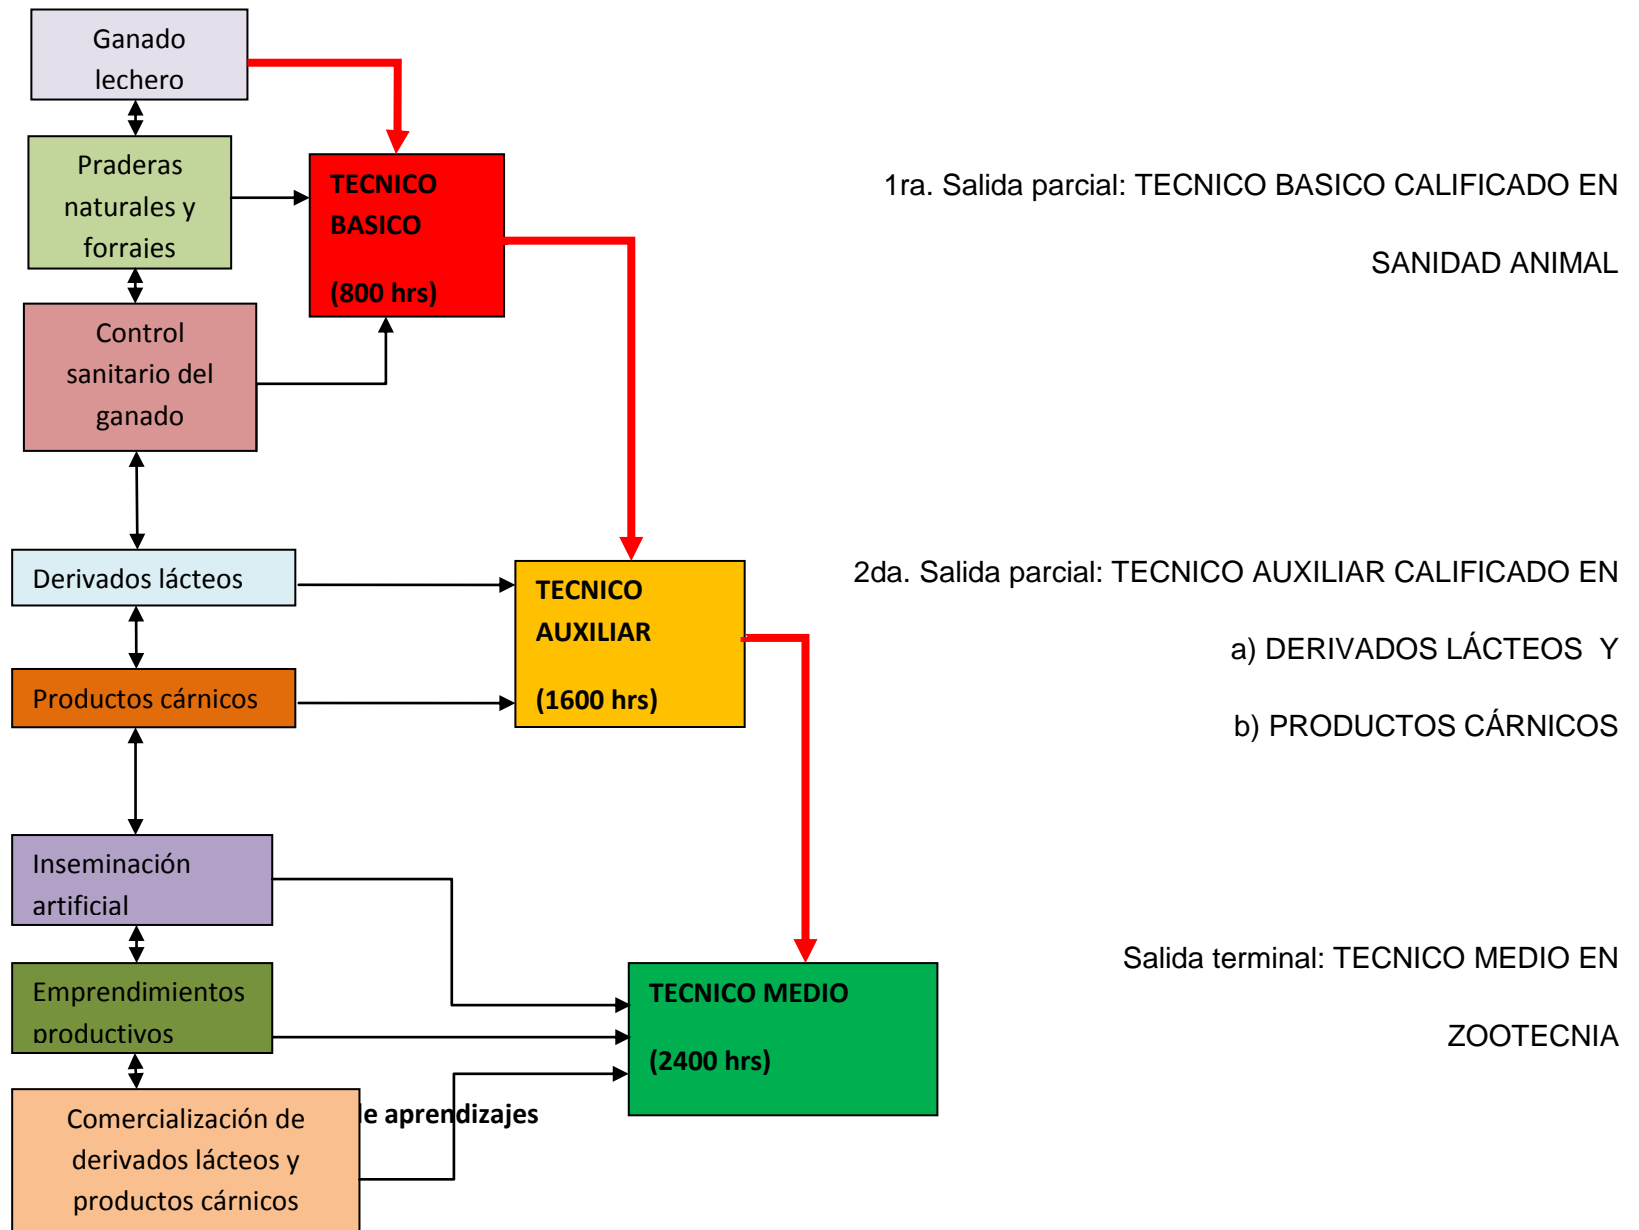 Ganado
lechero
Praderas
naturales y
forrajes
Control
sanitario del
ganado
TECNICO
BASICO
(800 hrs)
1ra. Salida parcial: TECNICO BASICO CALIFICADO EN
SANIDAD ANIMAL
Derivados lácteos
Productos cárnicos
TECNICO
AUXILIAR
(1600 hrs)
2da. Salida parcial: TECNICO AUXILIAR CALIFICADO EN
a) DERIVADOS LÁCTEOS Y
b) PRODUCTOS CÁRNICOS
Inseminación
artificial
Emprendimientos
productivos
Comercialización de
derivados lácteos y
productos cárnicos
TECNICO MEDIO
(2400 hrs)
Salida terminal: TECNICO MEDIO EN
ZOOTECNIA
aprendizajes